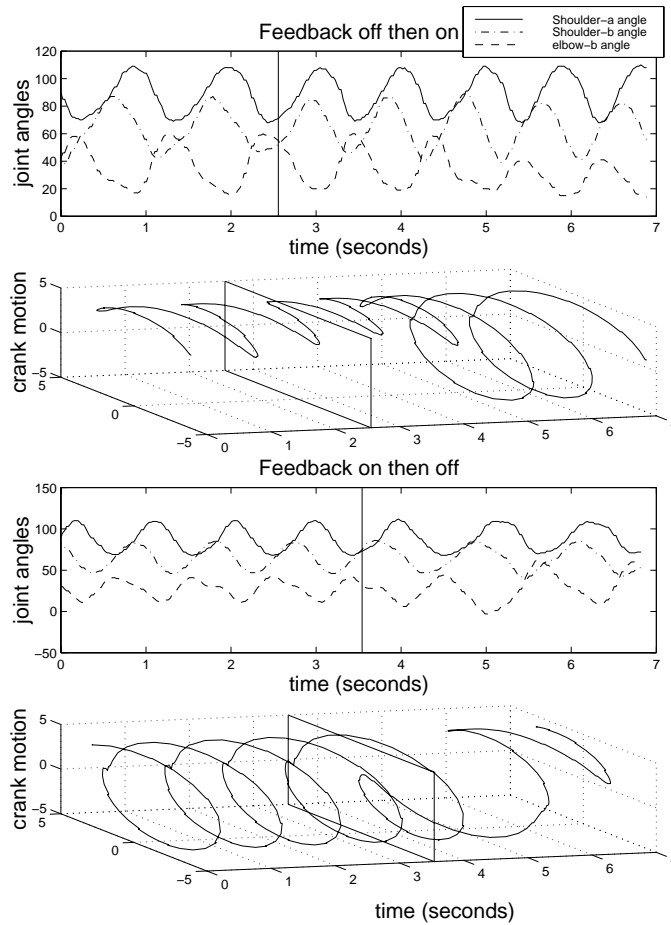 Feedback off then on
Shoulder−a angle
Shoulder−b angle
elbow−b angle
joint angles
120
100
80
60
40
20
0
0 1 2 3 4 5 6 7
time (seconds)
crank motion
5
0
−5
5
0
−5
0 1 2 3 4 5 6
Feedback on then off
joint angles
150
100
50
0
−50
0 1 2 3 4 5 6 7
time (seconds)
crank motion
5
0
−5
5
0
−5
0 1 2 3 4 5 6
time (seconds)